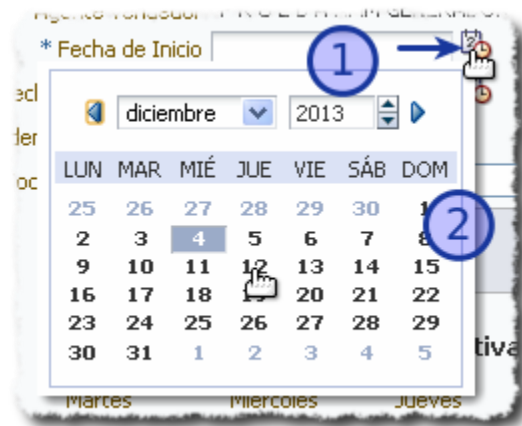 * Fecha de Inicio
1
diciembre 2013
LUN MAR MIÉ JUE VIE SÁB DOM
25 26 27 28 29 30 1
2 3 4 5 6 7 8
2
9 10 11 12 13 14 15
16 17 18 19 20 21 22
23 24 25 26 27 28 29
30 31 1 2 3 4 5
Martes Miércoles Jueves